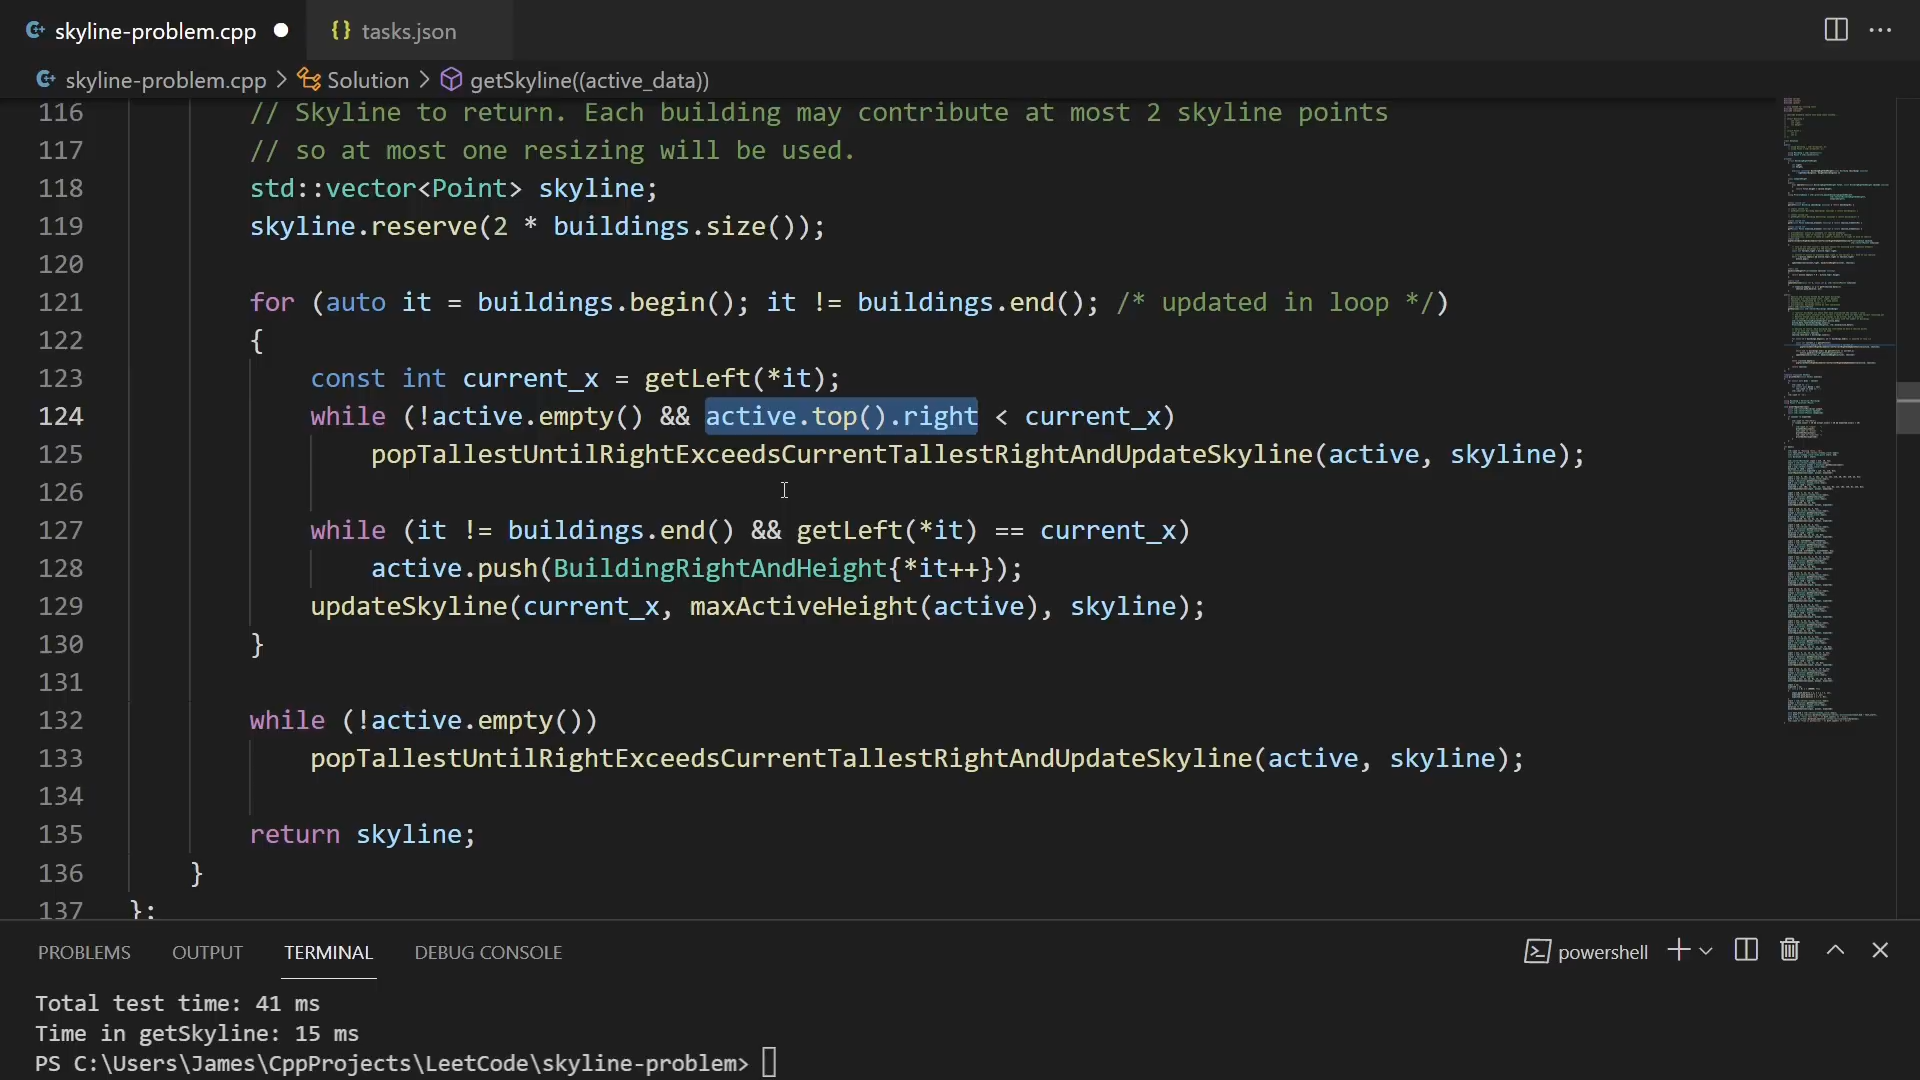 skyline-problem.cpp
{} tasks.json
skyline-problem.cpp > Solution > getSkyline((active_data))
116 // Skyline to return. Each building may contribute at most 2 skyline points
117 // so at most one resizing will be used.
118 std::vector<Point> skyline;
119 skyline.reserve(2 * buildings.size());
120
121 for (auto it = buildings.begin(); it != buildings.end(); /* updated in loop */)
122 {
123 const int current_x = getLeft(*it);
124 while (!active.empty() && active.top().right < current_x)
125 popTallestUntilRightExceedsCurrentTallestRightAndUpdateSkyline(active, skyline);
126
127 while (it != buildings.end() && getLeft(*it) == current_x)
128 active.push(BuildingRightAndHeight{*it++});
129 updateSkyline(current_x, maxActiveHeight(active), skyline);
130 }
131
132 while (!active.empty())
133 popTallestUntilRightExceedsCurrentTallestRightAndUpdateSkyline(active, skyline);
134
135 return skyline;
136 }
137 };
PROBLEMS OUTPUT TERMINAL DEBUG CONSOLE powershell
Total test time: 41 ms
Time in getSkyline: 15 ms
PS C:\Users\James\CppProjects\LeetCode\skyline-problem>